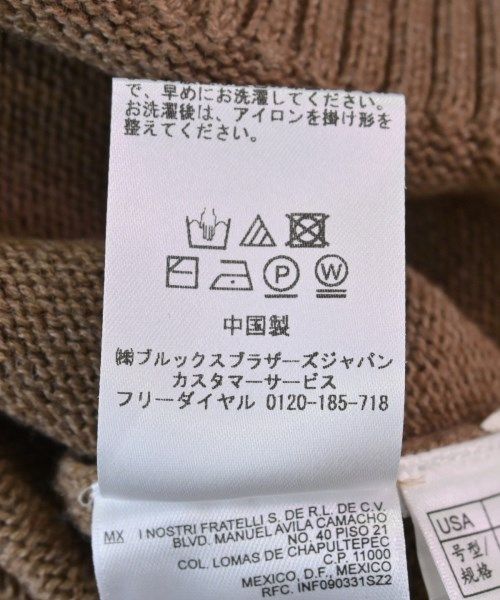 で、早めにお洗濯してください。
お洗濯後は、アイロンを掛け形を
整えてください。
P W
中国製
㈱ブルックスブラザーズジャパン
カスタマーサービス
フリーダイヤル 0120-185-718
MX I NOSTRI FRATELLI S. DE R.L. DE C.V.
BLVD. MANUEL AVILA CAMACHO
NO. 40 PISO 21
COL. LOMAS DE CHAPULTEPEC
C.P. 11000
MEXICO, D.F., MEXICO
RFC. INF090331SZ2
USA
号型/
规格